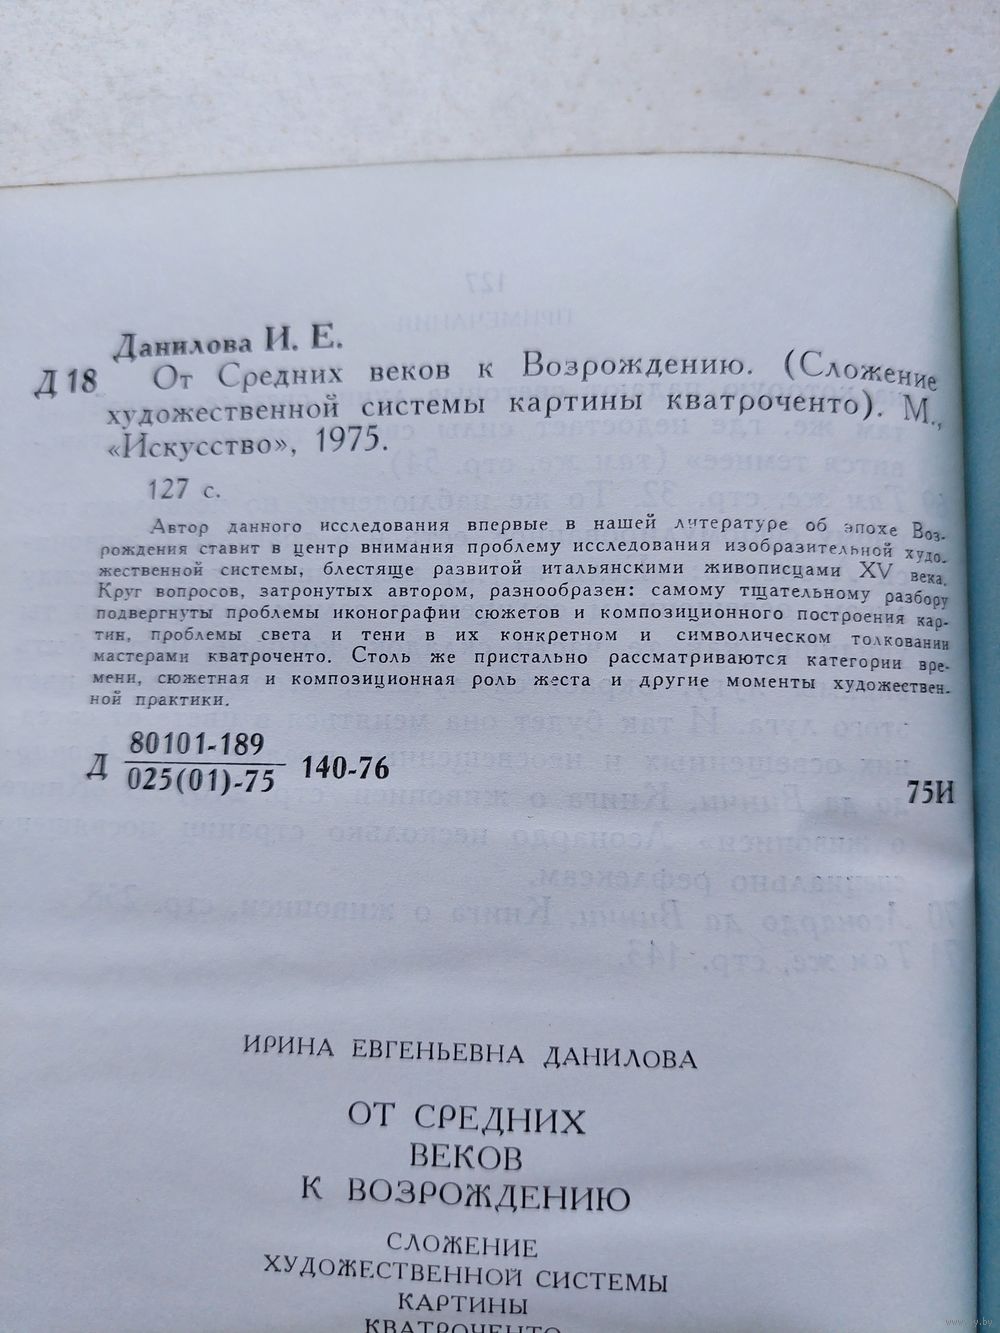 Данилова И. Е.
Д 18 От Средних веков к Возрождению. (Сложение
художественной системы картины кватроченто). М.,
«Искусство», 1975.
127 с.
Автор данного исследования впервые в нашей литературе об эпохе Воз-
рождения ставит в центр внимания проблему исследования изобразительной худо-
жественной системы, блестяще развитой итальянскими живописцами XV века.
Круг вопросов, затронутых автором, разнообразен: самому тщательному разбору
подвергнуты проблемы иконографии сюжетов и композиционного построения кар-
тин, проблемы света и тени в их конкретном и символическом толковании
мастерами кватроченто. Столь же пристально рассматриваются категории вре-
мени, сюжетная и композиционная роль жеста и другие моменты художествен-
ной практики.
80101-189
Д 140-76
025(01)-75
75И
ИРИНА ЕВГЕНЬЕВНА ДАНИЛОВА
ОТ СРЕДНИХ
ВЕКОВ
К ВОЗРОЖДЕНИЮ
СЛОЖЕНИЕ
ХУДОЖЕСТВЕННОЙ СИСТЕМЫ
КАРТИНЫ
КВАТРОЧЕНТО